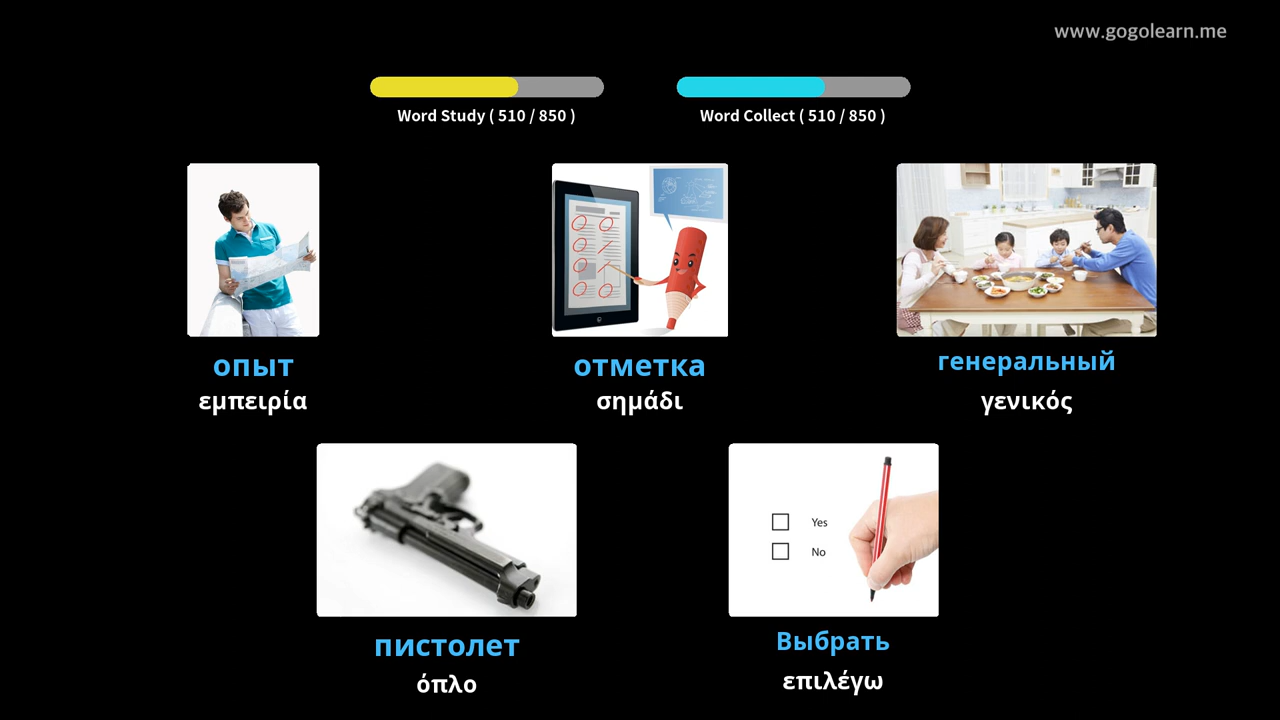 www.gogolearn.me
Word Study ( 510 / 850 )
Word Collect ( 510 / 850 )
опыт
εμπειρία
отметка
σημάδι
генеральный
γενικός
пистолет
όπλο
Yes
No
Выбрать
επιλέγω